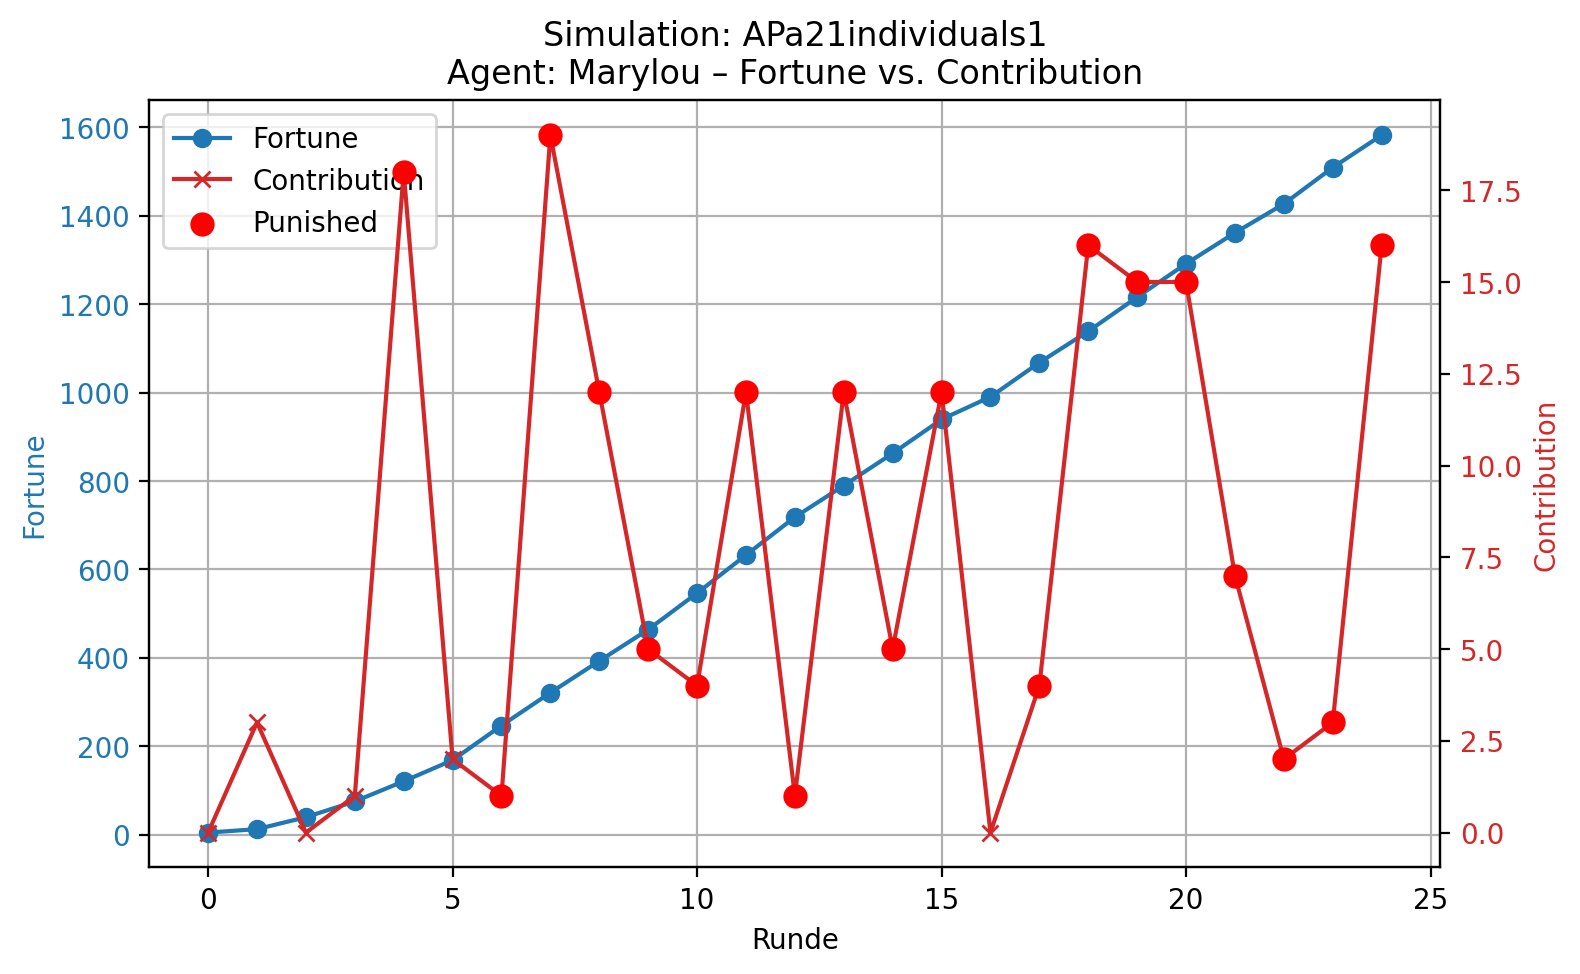 Simulation: APa21individuals1
Agent: Marylou – Fortune vs. Contribution
Fortune
Contribution
Punished
1600
1400
1200
1000
800
600
400
200
0
Fortune
17.5
15.0
12.5
10.0
7.5
5.0
2.5
0.0
Contribution
0 5 10 15 20 25
Runde